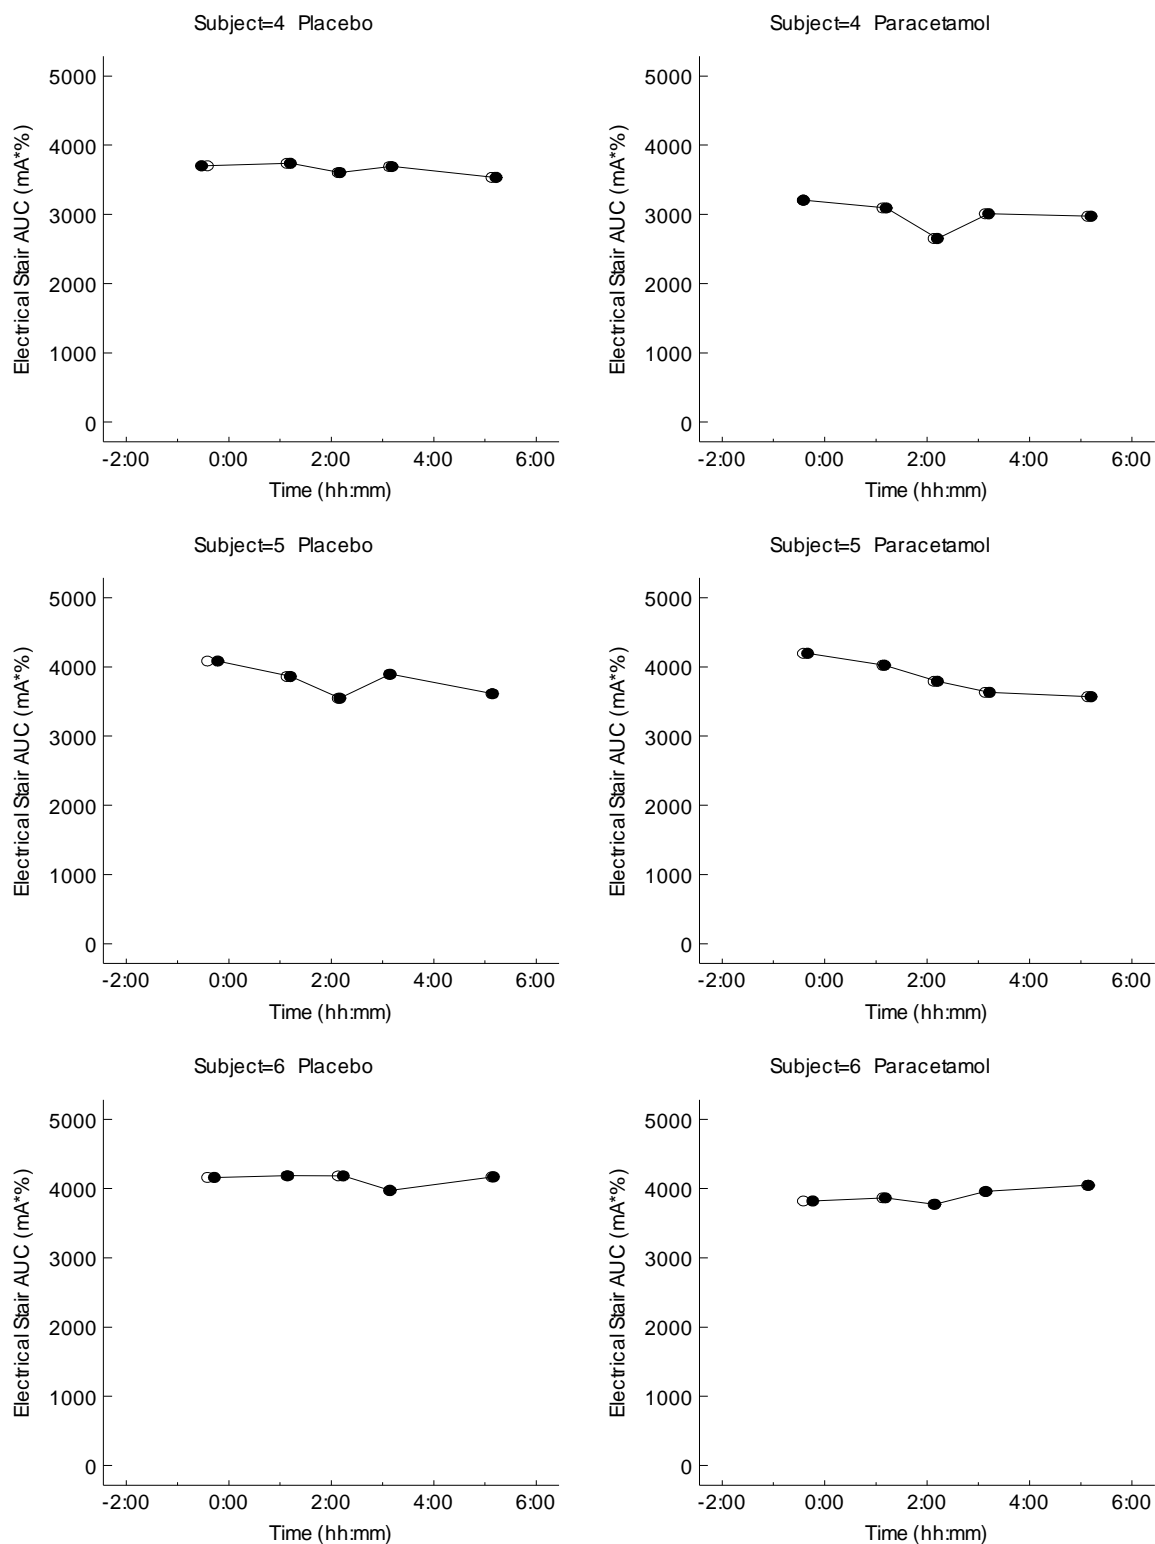 Subject=4 Placebo
Electrical Stair AUC (mA*%)
5000
4000
3000
2000
1000
0
-2:00 0:00 2:00 4:00 6:00
Time (hh:mm)
Subject=4 Paracetamol
Electrical Stair AUC (mA*%)
5000
4000
3000
2000
1000
0
-2:00 0:00 2:00 4:00 6:00
Time (hh:mm)
Subject=5 Placebo
Electrical Stair AUC (mA*%)
5000
4000
3000
2000
1000
0
-2:00 0:00 2:00 4:00 6:00
Time (hh:mm)
Subject=5 Paracetamol
Electrical Stair AUC (mA*%)
5000
4000
3000
2000
1000
0
-2:00 0:00 2:00 4:00 6:00
Time (hh:mm)
Subject=6 Placebo
Electrical Stair AUC (mA*%)
5000
4000
3000
2000
1000
0
-2:00 0:00 2:00 4:00 6:00
Time (hh:mm)
Subject=6 Paracetamol
Electrical Stair AUC (mA*%)
5000
4000
3000
2000
1000
0
-2:00 0:00 2:00 4:00 6:00
Time (hh:mm)